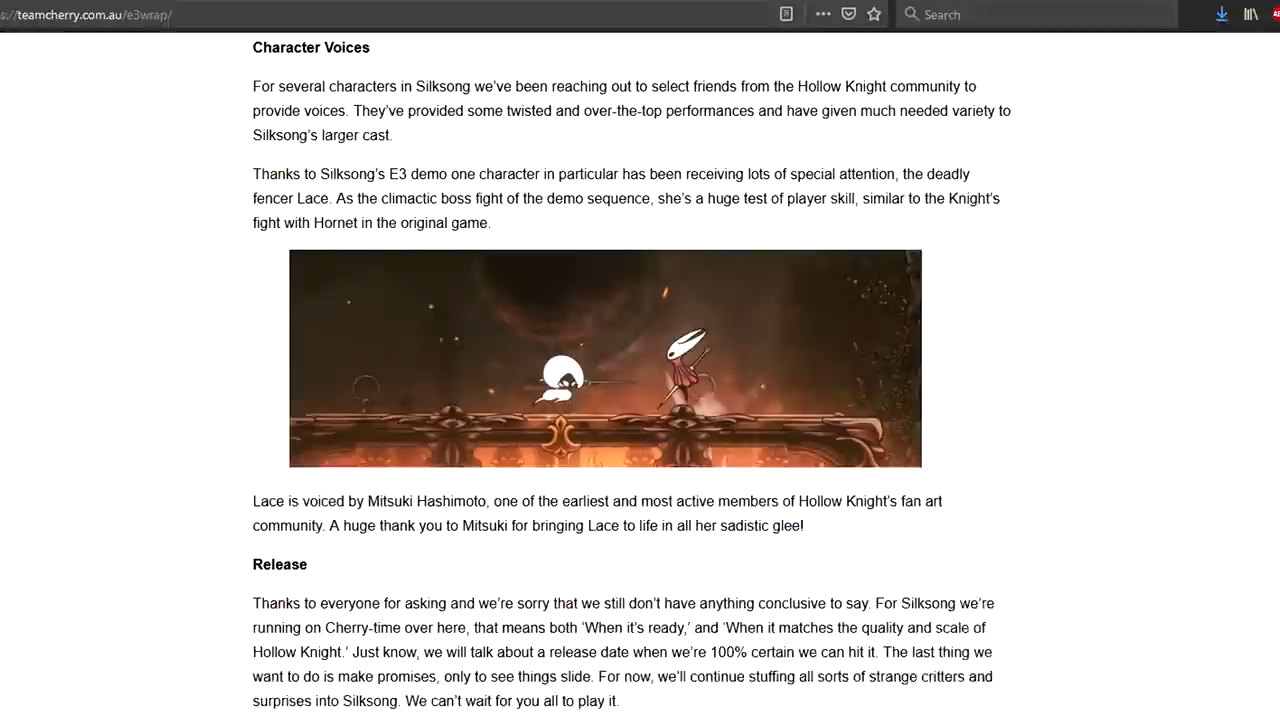 s://teamcherry.com.au/e3wrap/
Search
Character Voices
For several characters in Silksong we’ve been reaching out to select friends from the Hollow Knight community to
provide voices. They’ve provided some twisted and over-the-top performances and have given much needed variety to
Silksong’s larger cast.
Thanks to Silksong’s E3 demo one character in particular has been receiving lots of special attention, the deadly
fencer Lace. As the climactic boss fight of the demo sequence, she’s a huge test of player skill, similar to the Knight’s
fight with Hornet in the original game.
Lace is voiced by Mitsuki Hashimoto, one of the earliest and most active members of Hollow Knight’s fan art
community. A huge thank you to Mitsuki for bringing Lace to life in all her sadistic glee!
Release
Thanks to everyone for asking and we’re sorry that we still don’t have anything conclusive to say. For Silksong we’re
running on Cherry-time over here, that means both ‘When it’s ready,’ and ‘When it matches the quality and scale of
Hollow Knight.’ Just know, we will talk about a release date when we’re 100% certain we can hit it. The last thing we
want to do is make promises, only to see things slide. For now, we’ll continue stuffing all sorts of strange critters and
surprises into Silksong. We can’t wait for you all to play it.